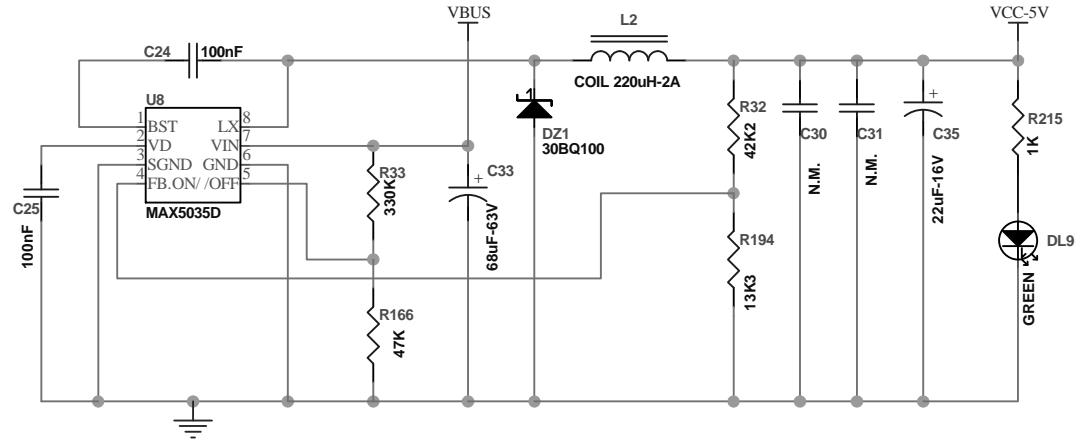 VBUS
L2
VCC-5V
C24
100nF
COIL 220uH-2A
U8
1
BST
LX
8
2
VD
VIN
7
3
SGND
GND
6
4
FB.ON/ /OFF
5
MAX5035D
C25
100nF
R33
330K
+
C33
68uF-63V
R166
47K
1
DZ1
30BQ100
R32
42K2
R194
13K3
C30
N.M.
C31
N.M.
+
C35
22uF-16V
R215
1K
DL9
GREEN